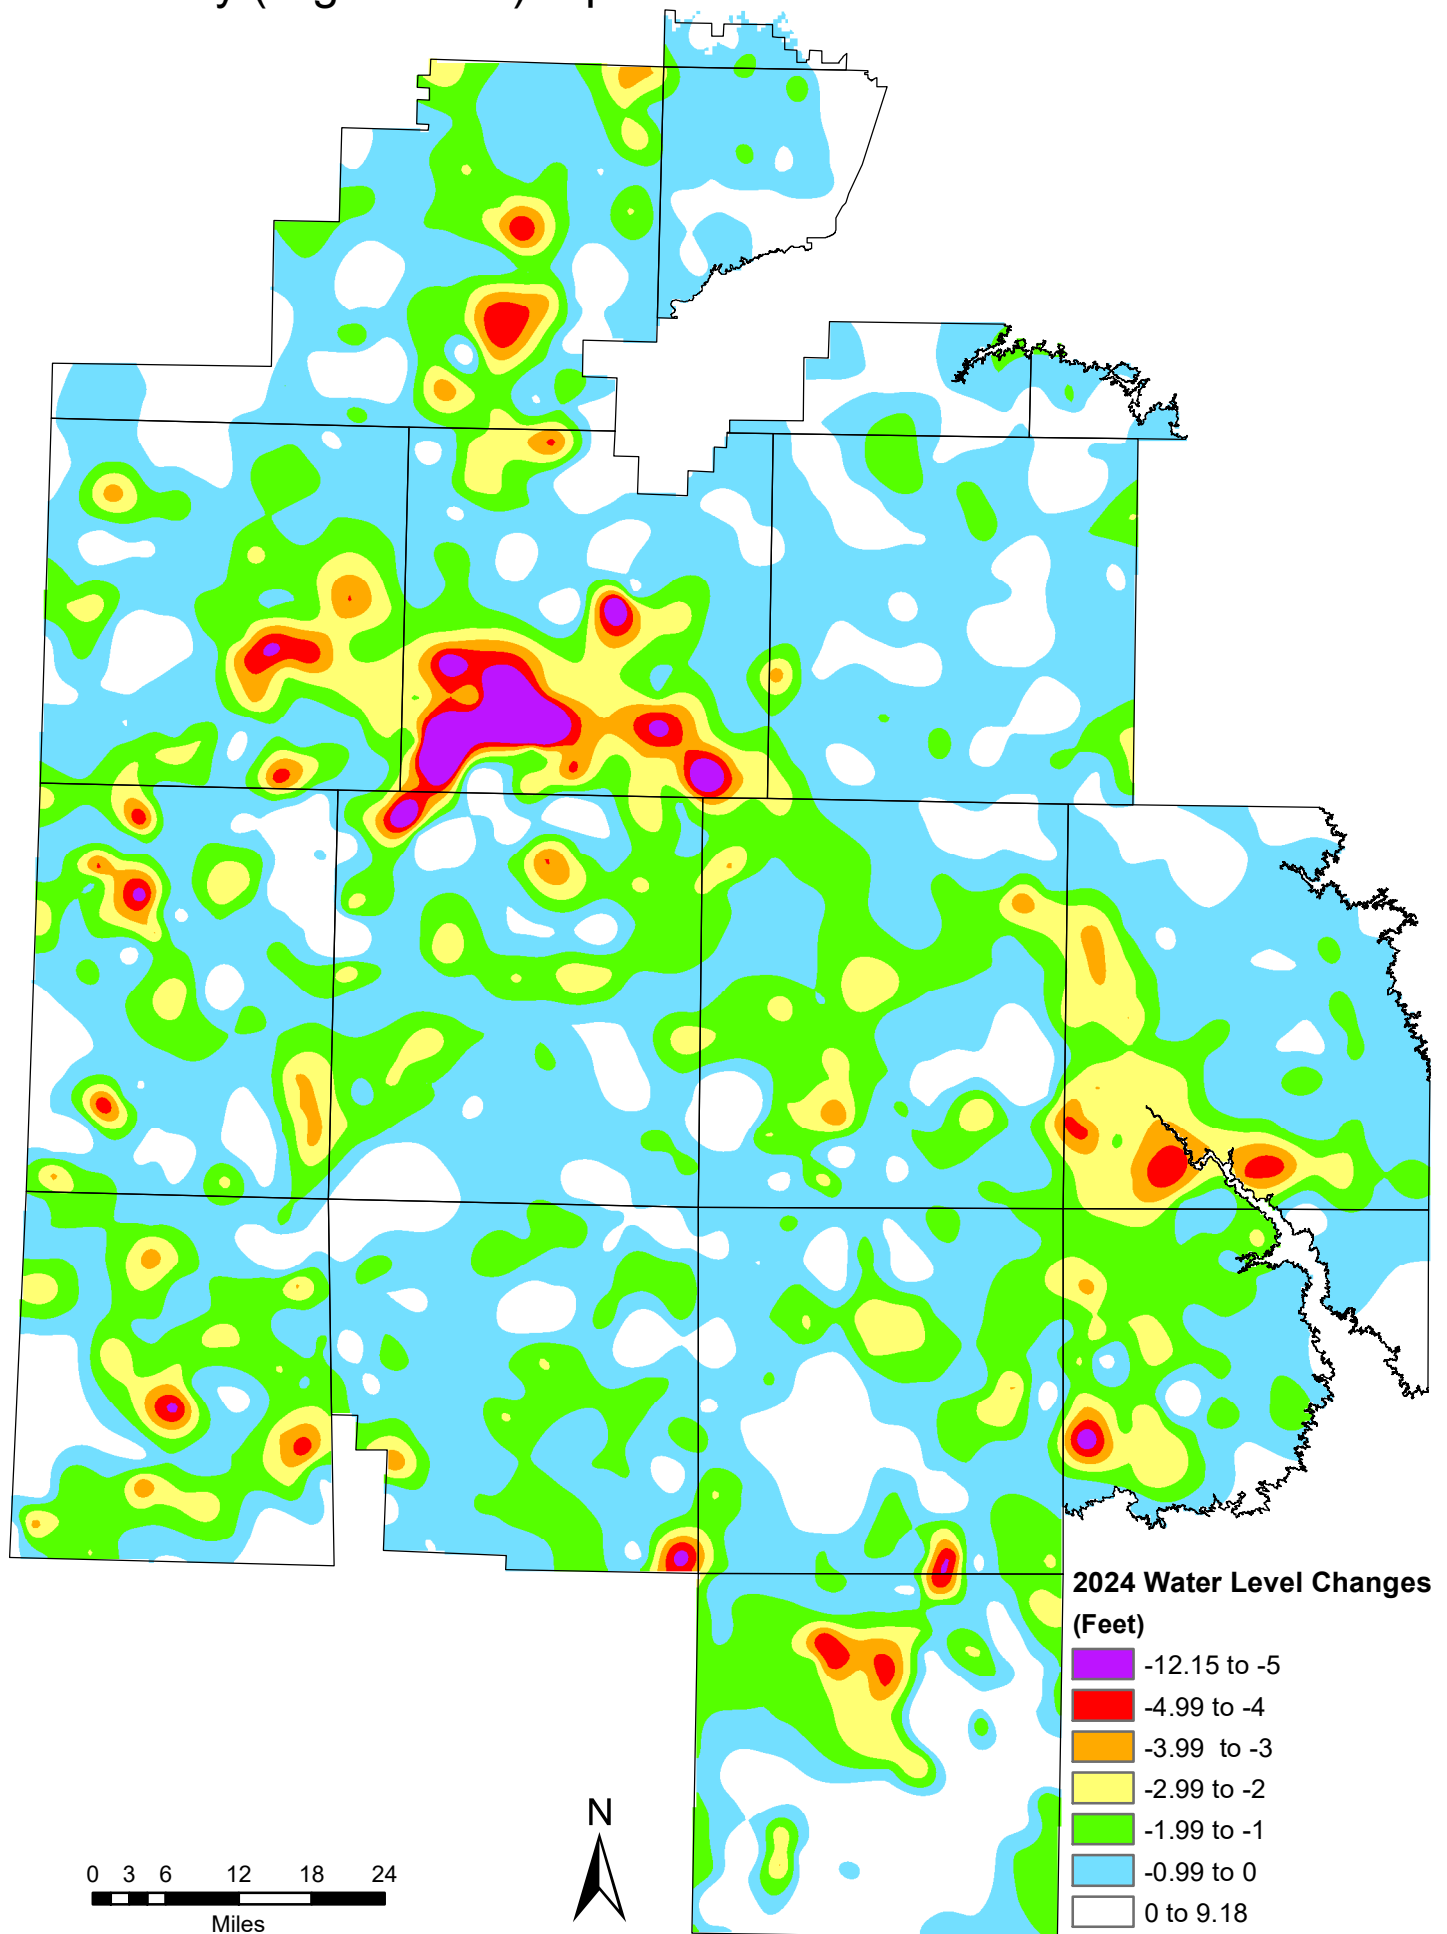 2024 Water Level Changes
(Feet)
-12.15 to -5
-4.99 to -4
-3.99 to -3
-2.99 to -2
-1.99 to -1
-0.99 to 0
0 to 9.18
N
0 3 6 12 18 24
Miles